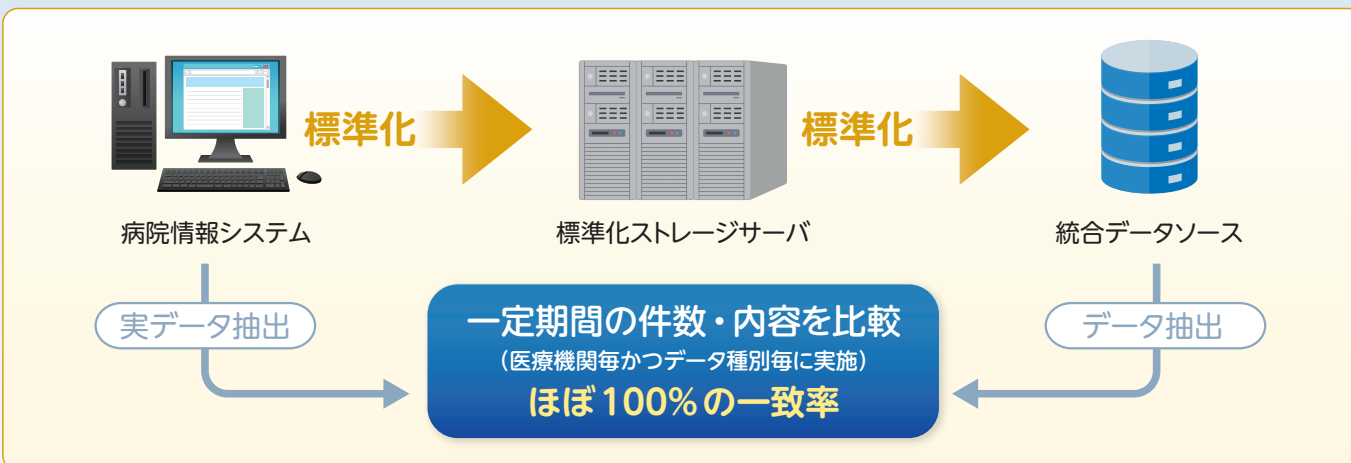 標準化
標準化
病院情報システム
標準化ストレージサーバ
統合データソース
実データ抽出
一定期間の件数・内容を比較
（医療機関毎かつデータ種別毎に実施）
ほぼ100%の一致率
データ抽出